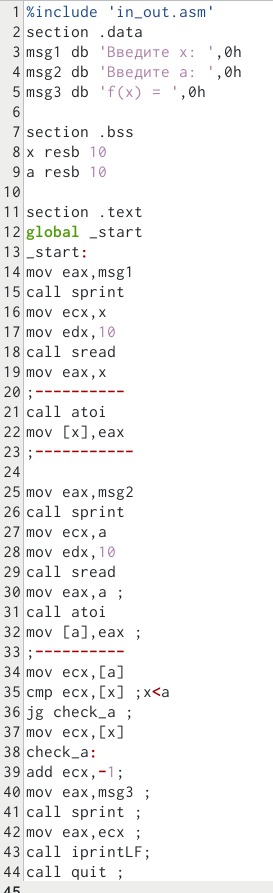 1 %include 'in_out.asm'
2 section .data
3 msg1 db 'Введите x: ',0h
4 msg2 db 'Введите a: ',0h
5 msg3 db 'f(x) = ',0h
6
7 section .bss
8 x resb 10
9 a resb 10
10
11 section .text
12 global _start
13 _start:
14 mov eax,msg1
15 call sprint
16 mov ecx,x
17 mov edx,10
18 call sread
19 mov eax,x
20 ;----------
21 call atoi
22 mov [x],eax
23 ;-----------
24
25 mov eax,msg2
26 call sprint
27 mov ecx,a
28 mov edx,10
29 call sread
30 mov eax,a ;
31 call atoi
32 mov [a],eax ;
33 ;----------
34 mov ecx,[a]
35 cmp ecx,[x] ;x<a
36 jg check_a ;
37 mov ecx,[x]
38 check_a:
39 add ecx,-1;
40 mov eax,msg3 ;
41 call sprint ;
42 mov eax,ecx ;
43 call iprintLF;
44 call quit ;
45